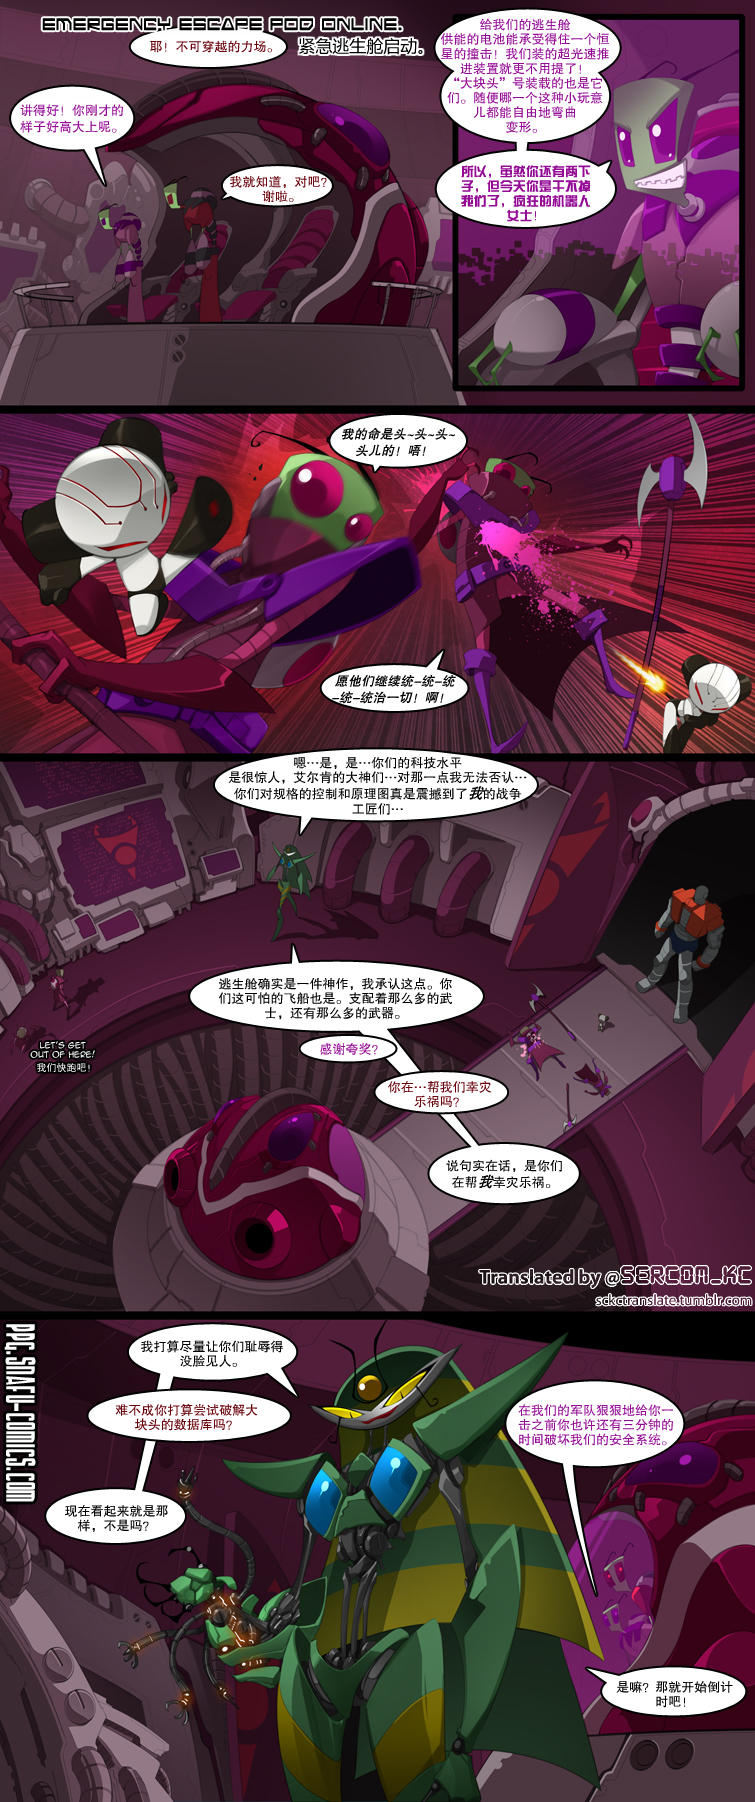 EMERGENCY ESCAPE POD ONLINE.
紧急逃生舱启动。
耶！不可穿越的力场。
讲得好！你刚才的
样子好高大上呢。
我就知道，对吧？
谢啦。
给我们的逃生舱
供能的电池能承受得住一个恒
星的撞击！我们装的超光速推
进装置就更不用提了！
“大块头”号装载的也是它
们。随便哪一个这种小玩意
儿都能自由地弯曲
变形。
所以，虽然你还有两下
子，但今天你是干不掉
我们了，疯狂的机器人
女士！
我的命是头~头~头~
头儿的！唔！
愿他们继续统-统-统
-统-统治一切！啊！
嗯…是，是…你们的科技水平
是很惊人，艾尔肯的大神们…对那一点我无法否认…
你们对规格的控制和原理图真是震撼到了我的战争
工匠们…
逃生舱确实是一件神作，我承认这点。你
们这可怕的飞船也是。支配着那么多的武
士，还有那么多的武器。
LET'S GET
OUT OF HERE!
我们快跑吧！
感谢夸奖？
你在…帮我们幸灾
乐祸吗？
说句实在话，是你们
在帮我幸灾乐祸。
Translated by @SERCOM_KC
sckctranslate.tumblr.com
PPG.SNAFU-COMICS.COM
我打算尽量让你们耻辱得
没脸见人。
难不成你打算尝试破解大
块头的数据库吗？
在我们的军队狠狠地给你一
击之前你也许还有三分钟的
时间破坏我们的安全系统。
现在看起来就是那
样，不是吗？
是嘛？那就开始倒计
时吧！